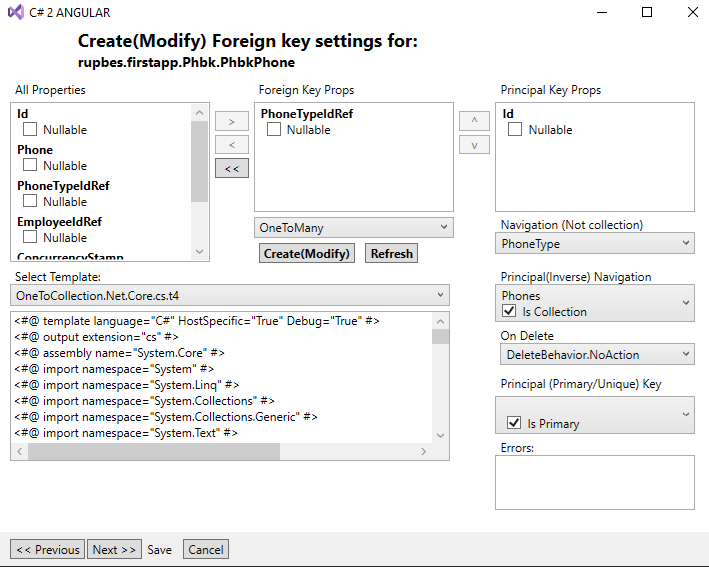 C# 2 ANGULAR
Create(Modify) Foreign key settings for:
rupbes.firstapp.Phbk.PhbkPhone
All Properties
Id
Nullable
Phone
Nullable
PhoneTypeIdRef
Nullable
EmployeeIdRef
Nullable
ConcurrencyStamp
>
<
<<
Foreign Key Props
PhoneTypeIdRef
Nullable
OneToMany
Create(Modify)
Refresh
^
v
Principal Key Props
Id
Nullable
Navigation (Not collection)
PhoneType
Principal(Inverse) Navigation
Phones
Is Collection
On Delete
DeleteBehavior.NoAction
Principal (Primary/Unique) Key
Is Primary
Errors:
Select Template:
OneToCollection.Net.Core.cs.t4
<#@ template language="C#" HostSpecific="True" Debug="True" #>
<#@ output extension="cs" #>
<#@ assembly name="System.Core" #>
<#@ import namespace="System" #>
<#@ import namespace="System.Linq" #>
<#@ import namespace="System.Collections" #>
<#@ import namespace="System.Collections.Generic" #>
<#@ import namespace="System.Text" #>
<< Previous
Next >>
Save
Cancel